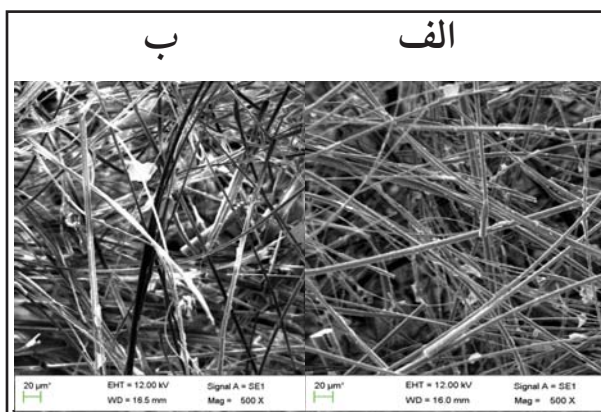 الف
ب
20 µm
EHT = 12.00 kV
Signal A = SE1
WD = 16.0 mm
Mag = 500 X
20 µm
EHT = 12.00 kV
Signal A = SE1
WD = 16.5 mm
Mag = 500 X